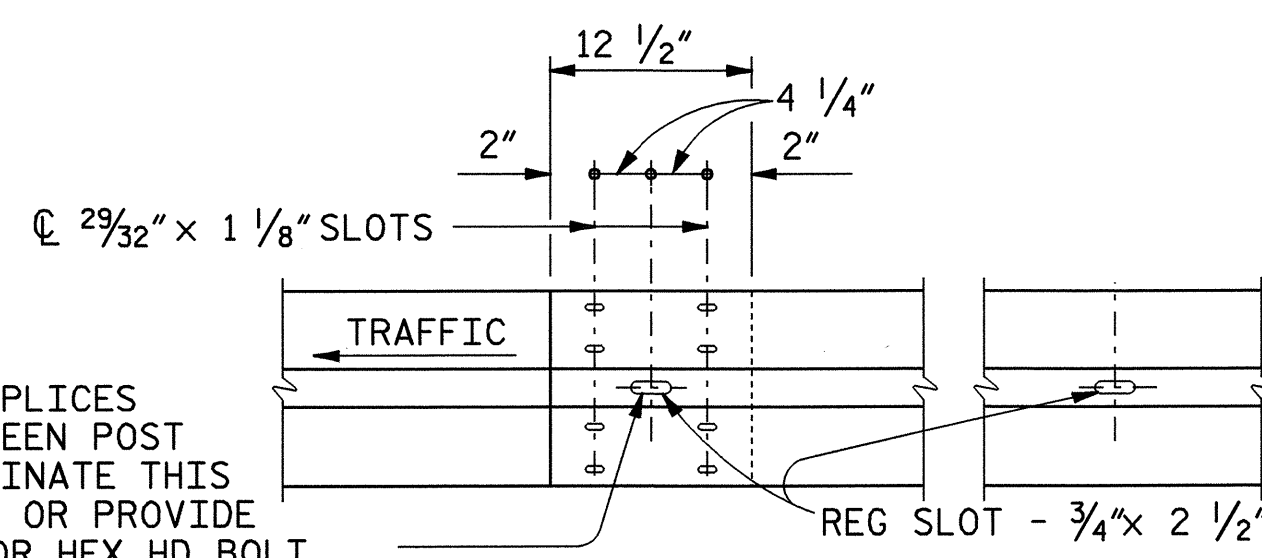 12 1/2"
4 1/4"
2" 2"
℄ 29/32" x 1 1/8" SLOTS
TRAFFIC
PLICES
EEN POST
INATE THIS
OR PROVIDE
OR HEX HD BOLT
REG SLOT - 3/4" x 2 1/2"